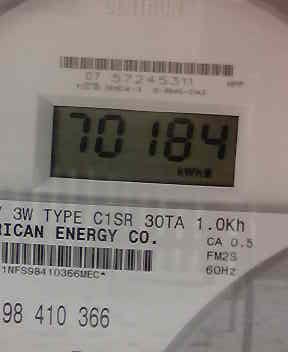 07 57245311
70184
kWh
3W TYPE C1SR 30TA 1.0Kh
RICAN ENERGY CO.
CA 0.5
FM2S
60Hz
1NFS98410366MEC*
98 410 366